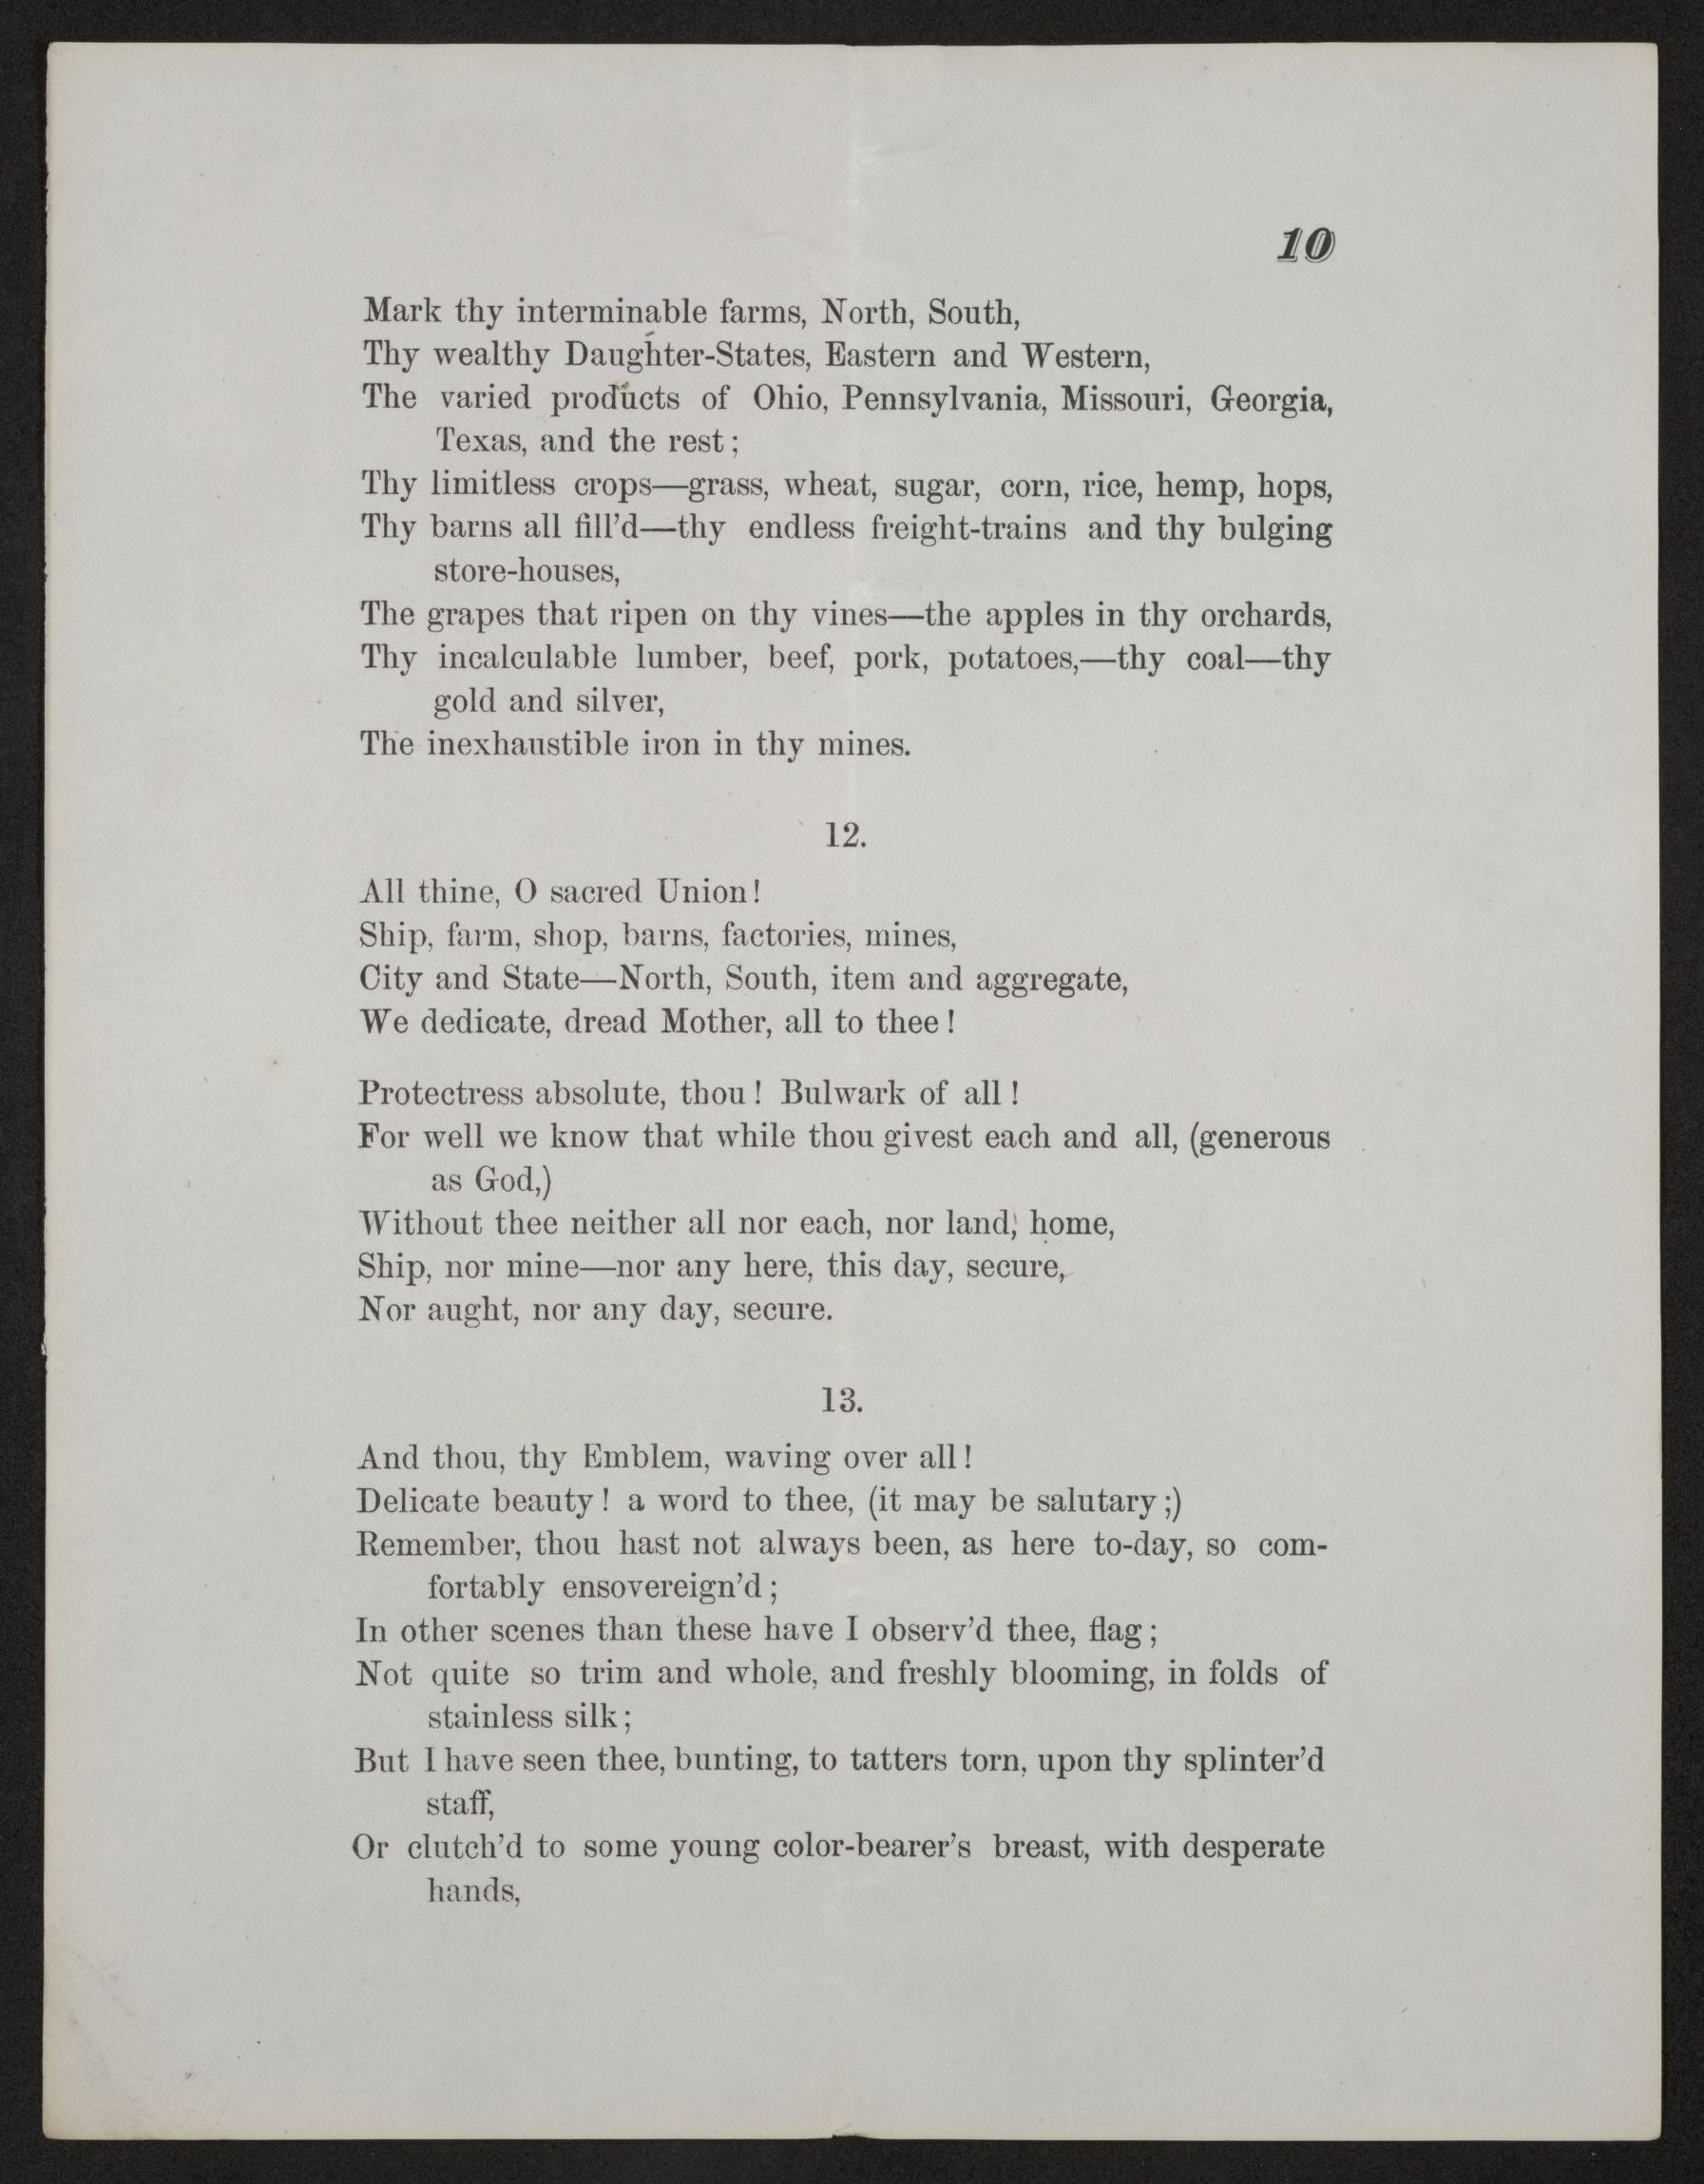 10
Mark thy interminable farms, North, South,
Thy wealthy Daughter-States, Eastern and Western,
The varied products of Ohio, Pennsylvania, Missouri, Georgia,
Texas, and the rest;
Thy limitless crops—grass, wheat, sugar, corn, rice, hemp, hops,
Thy barns all fill'd—thy endless freight-trains and thy bulging
store-houses,
The grapes that ripen on thy vines—the apples in thy orchards,
Thy incalculable lumber, beef, pork, potatoes,—thy coal—thy
gold and silver,
The inexhaustible iron in thy mines.
12.
All thine, O sacred Union!
Ship, farm, shop, barns, factories, mines,
City and State—North, South, item and aggregate,
We dedicate, dread Mother, all to thee!
Protectress absolute, thou! Bulwark of all!
For well we know that while thou givest each and all, (generous
as God,)
Without thee neither all nor each, nor land, home,
Ship, nor mine—nor any here, this day, secure,
Nor aught, nor any day, secure.
13.
And thou, thy Emblem, waving over all!
Delicate beauty! a word to thee, (it may be salutary;)
Remember, thou hast not always been, as here to-day, so com-
fortably ensovereign'd;
In other scenes than these have I observ'd thee, flag;
Not quite so trim and whole, and freshly blooming, in folds of
stainless silk;
But I have seen thee, bunting, to tatters torn, upon thy splinter'd
staff,
Or clutch'd to some young color-bearer's breast, with desperate
hands,